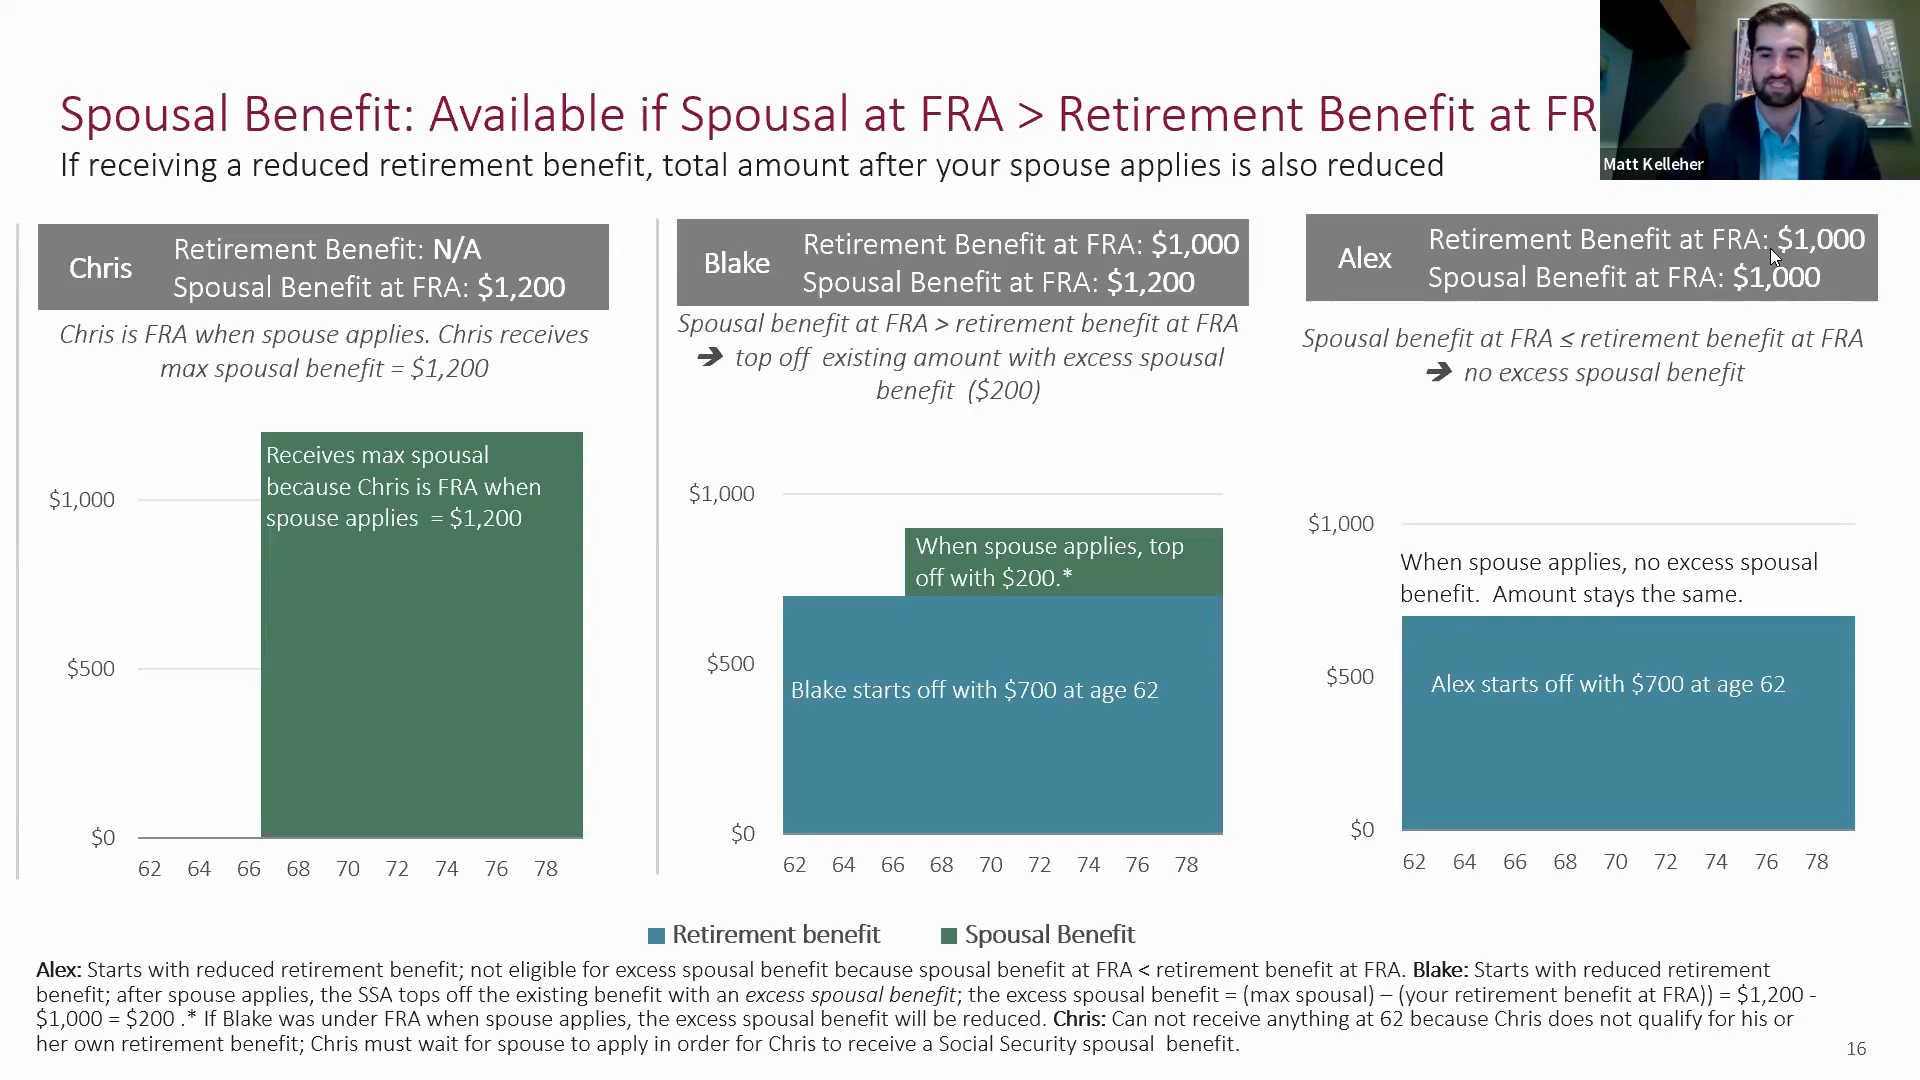 Spousal Benefit: Available if Spousal at FRA > Retirement Benefit at FR
If receiving a reduced retirement benefit, total amount after your spouse applies is also reduced
Matt Kelleher
Chris
Retirement Benefit: N/A
Spousal Benefit at FRA: $1,200
Chris is FRA when spouse applies. Chris receives
max spousal benefit = $1,200
Receives max spousal
because Chris is FRA when
spouse applies = $1,200
$1,000
$500
$0
62 64 66 68 70 72 74 76 78
Blake
Retirement Benefit at FRA: $1,000
Spousal Benefit at FRA: $1,200
Spousal benefit at FRA > retirement benefit at FRA
➔ top off existing amount with excess spousal
benefit ($200)
$1,000
When spouse applies, top
off with $200.*
$500
Blake starts off with $700 at age 62
$0
62 64 66 68 70 72 74 76 78
Alex
Retirement Benefit at FRA: $1,000
Spousal Benefit at FRA: $1,000
Spousal benefit at FRA ≤ retirement benefit at FRA
➔ no excess spousal benefit
$1,000
When spouse applies, no excess spousal
benefit. Amount stays the same.
$500
Alex starts off with $700 at age 62
$0
62 64 66 68 70 72 74 76 78
Retirement benefit Spousal Benefit
Alex: Starts with reduced retirement benefit; not eligible for excess spousal benefit because spousal benefit at FRA < retirement benefit at FRA. Blake: Starts with reduced retirement
benefit; after spouse applies, the SSA tops off the existing benefit with an excess spousal benefit; the excess spousal benefit = (max spousal) – (your retirement benefit at FRA)) = $1,200 -
$1,000 = $200 .* If Blake was under FRA when spouse applies, the excess spousal benefit will be reduced. Chris: Can not receive anything at 62 because Chris does not qualify for his or
her own retirement benefit; Chris must wait for spouse to apply in order for Chris to receive a Social Security spousal benefit.
16